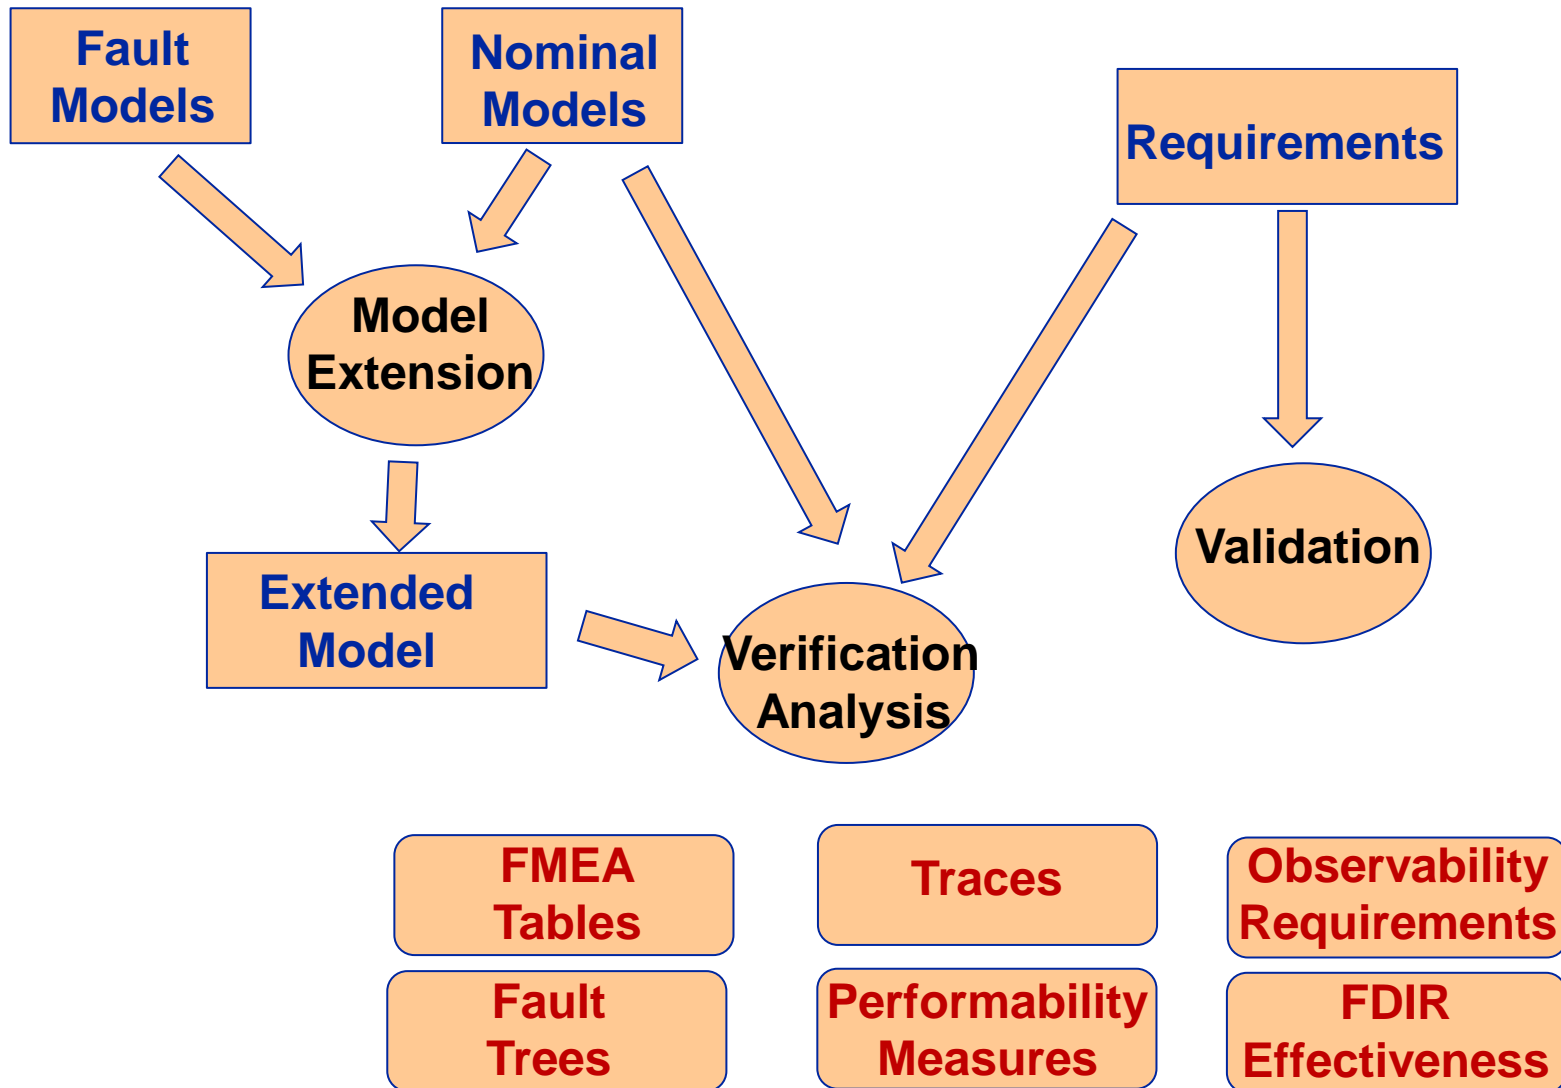 Fault
Models
Nominal
Models
Requirements
Model
Extension
Validation
Extended
Model
Verification
Analysis
FMEA
Tables
Traces
Observability
Requirements
Fault
Trees
Performability
Measures
FDIR
Effectiveness